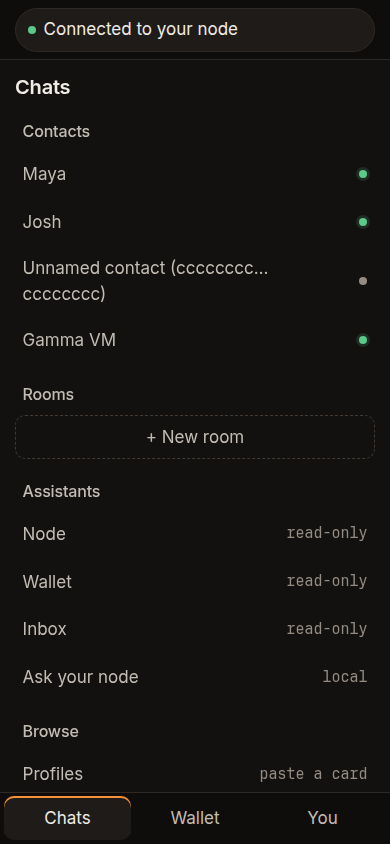 Connected to your node
Chats
Contacts
Maya
Josh
Unnamed contact (cccccccc…
cccccccc)
Gamma VM
Rooms
+ New room
Assistants
Node read-only
Wallet read-only
Inbox read-only
Ask your node local
Browse
Profiles paste a card
Chats Wallet You